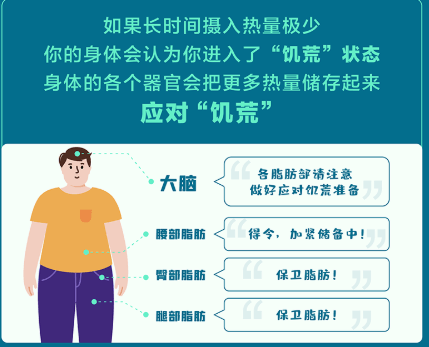 如果长时间摄入热量极少
你的身体会认为你进入了“饥荒”状态
身体的各个器官会把更多热量储存起来
应对“饥荒”
大脑
各脂肪部请注意
做好应对饥荒准备
腰部脂肪
得令，加紧储备中！
臀部脂肪
保卫脂肪！
腿部脂肪
保卫脂肪！